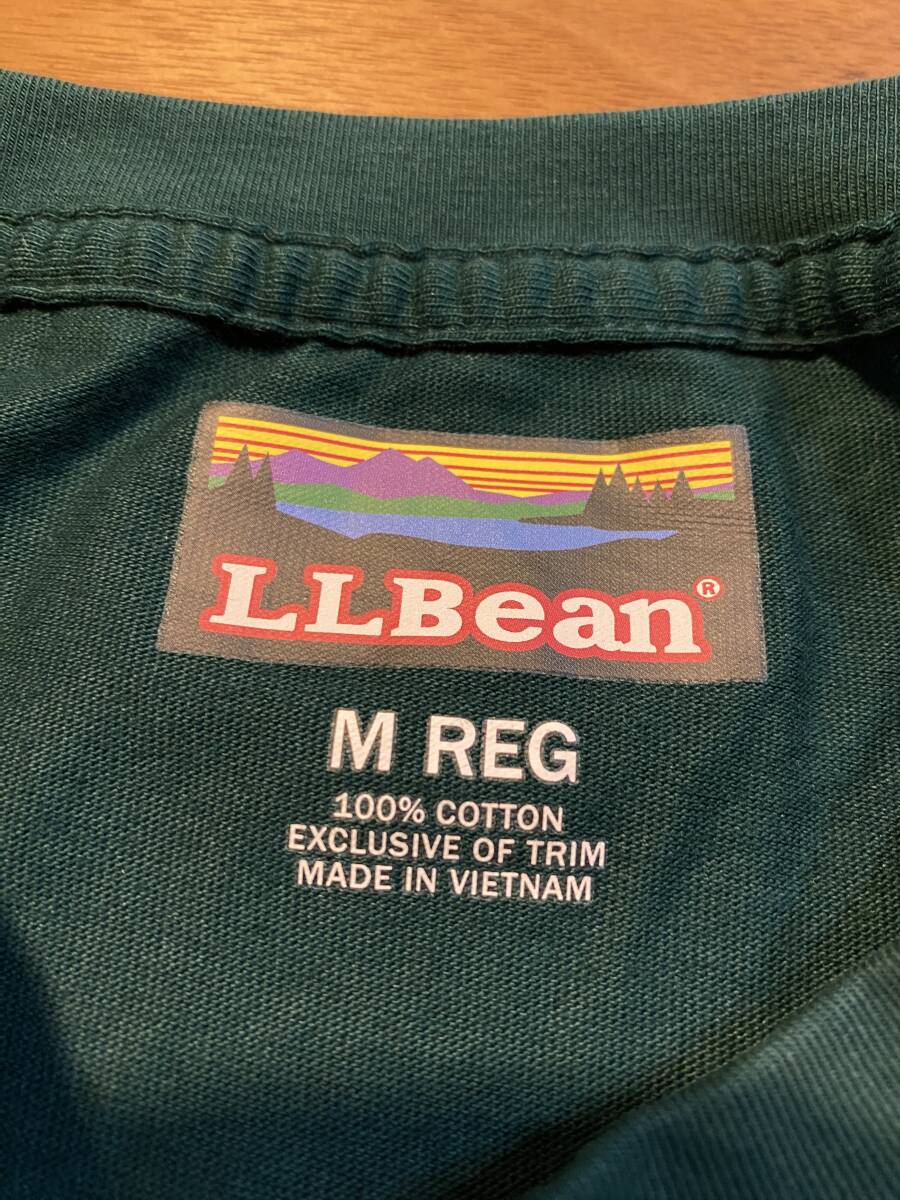 LLBean®
M REG
100% COTTON
EXCLUSIVE OF TRIM
MADE IN VIETNAM